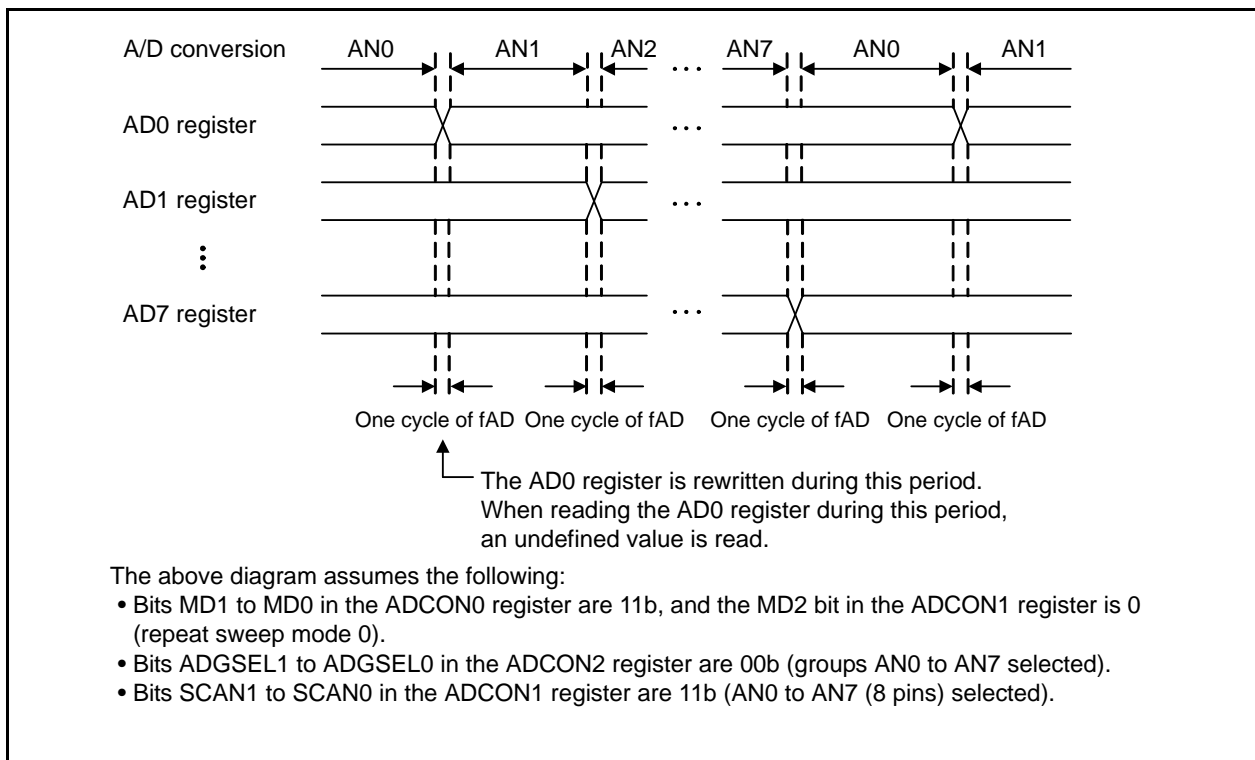 A/D conversion AN0 AN1 AN2 ... AN7 AN0 AN1
AD0 register ...
AD1 register ...
⋮
AD7 register ...
One cycle of fAD One cycle of fAD One cycle of fAD One cycle of fAD
The AD0 register is rewritten during this period.
When reading the AD0 register during this period,
an undefined value is read.
The above diagram assumes the following:
• Bits MD1 to MD0 in the ADCON0 register are 11b, and the MD2 bit in the ADCON1 register is 0
(repeat sweep mode 0).
• Bits ADGSEL1 to ADGSEL0 in the ADCON2 register are 00b (groups AN0 to AN7 selected).
• Bits SCAN1 to SCAN0 in the ADCON1 register are 11b (AN0 to AN7 (8 pins) selected).